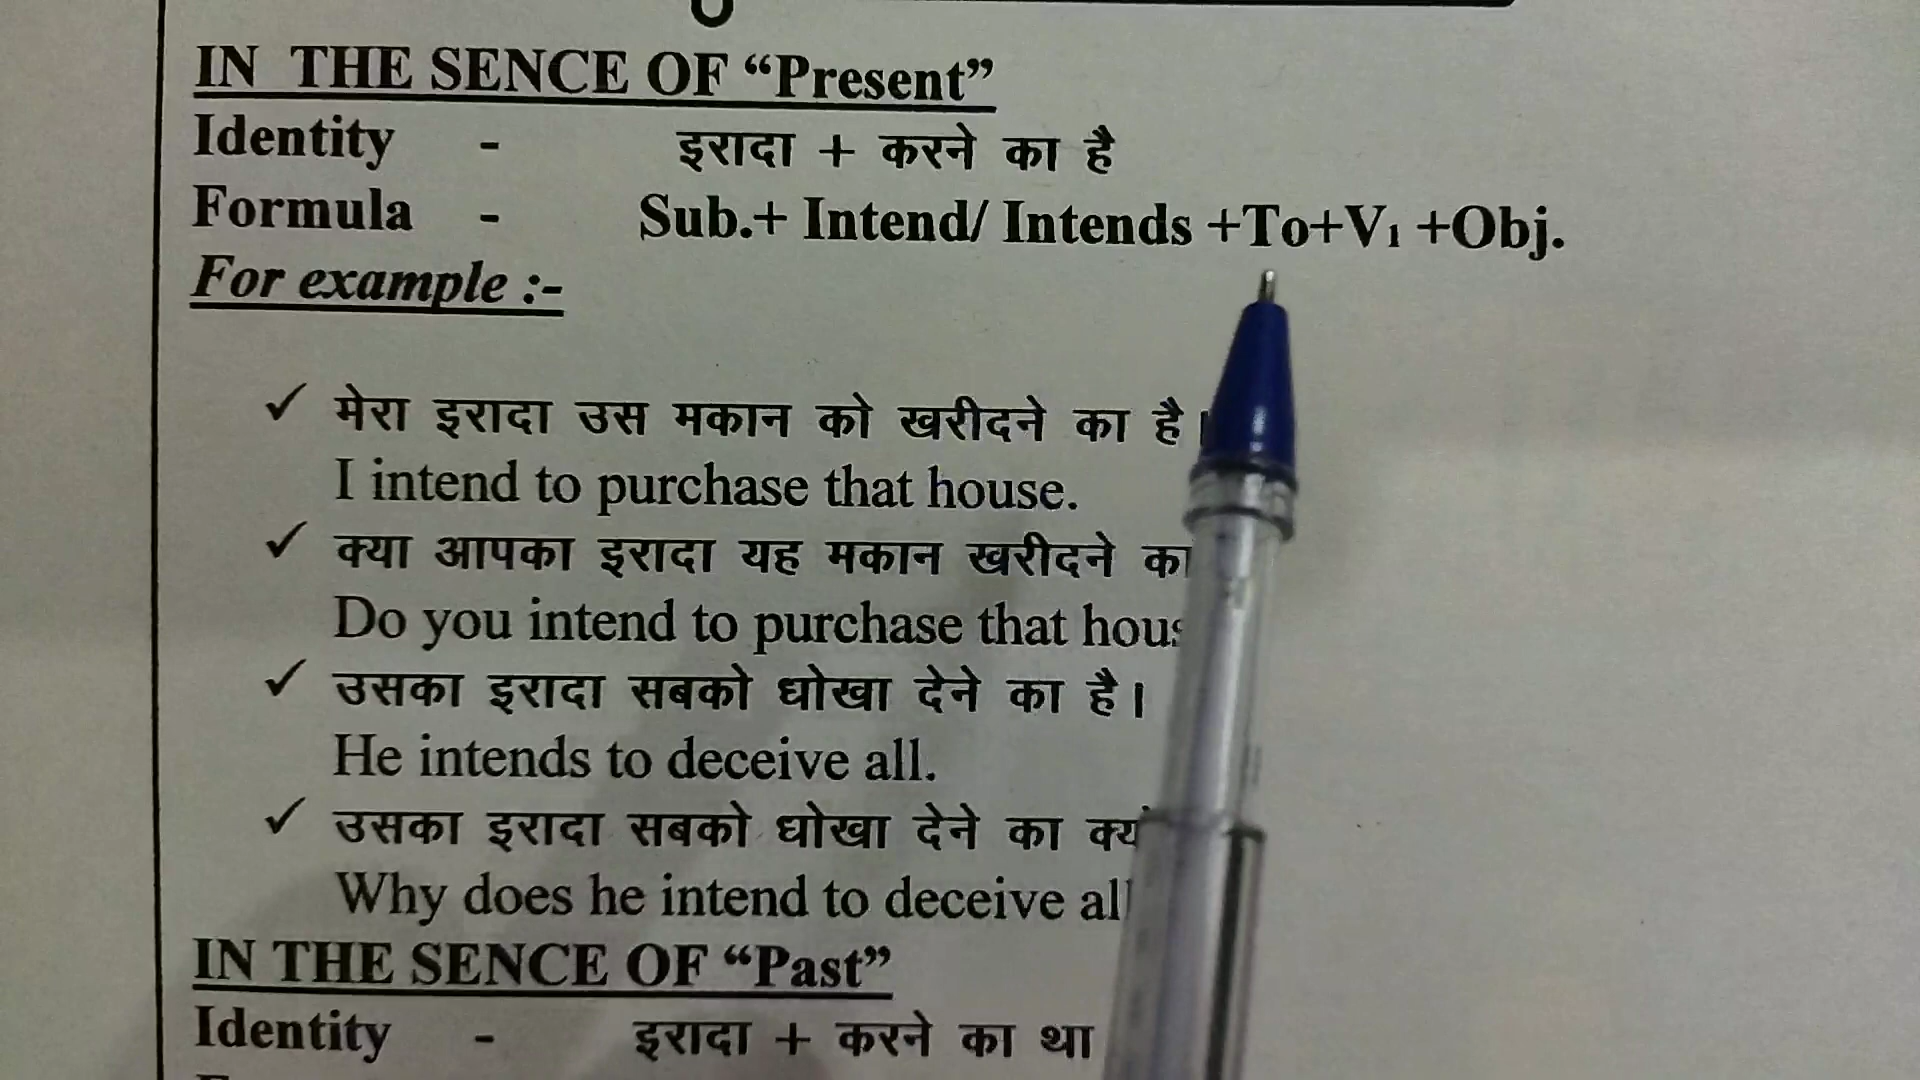 IN THE SENCE OF “Present”
Identity - इरादा + करने का है
Formula - Sub.+ Intend/ Intends +To+V₁ +Obj.
For example :-
✓ मेरा इरादा उस मकान को खरीदने का है।
I intend to purchase that house.
✓ क्या आपका इरादा यह मकान खरीदने का
Do you intend to purchase that
✓ उसका इरादा सबको धोखा देने का है।
He intends to deceive all.
✓ उसका इरादा सबको धोखा देने का
Why does he intend to deceive
IN THE SENCE OF “Past”
Identity - इरादा + करने का था